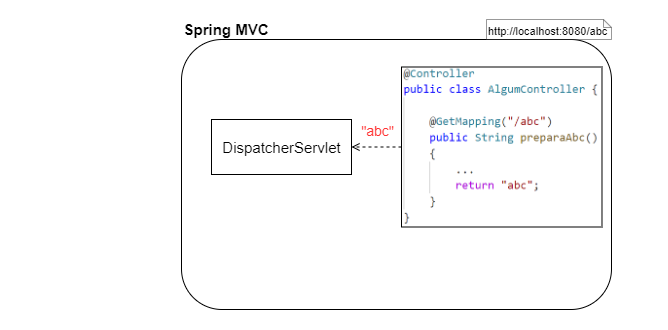 Spring MVC
http://localhost:8080/abc
@Controller
public class AlgumController {
@GetMapping("/abc")
public String preparaAbc()
{
...
return "abc";
}
}
"abc"
DispatcherServlet